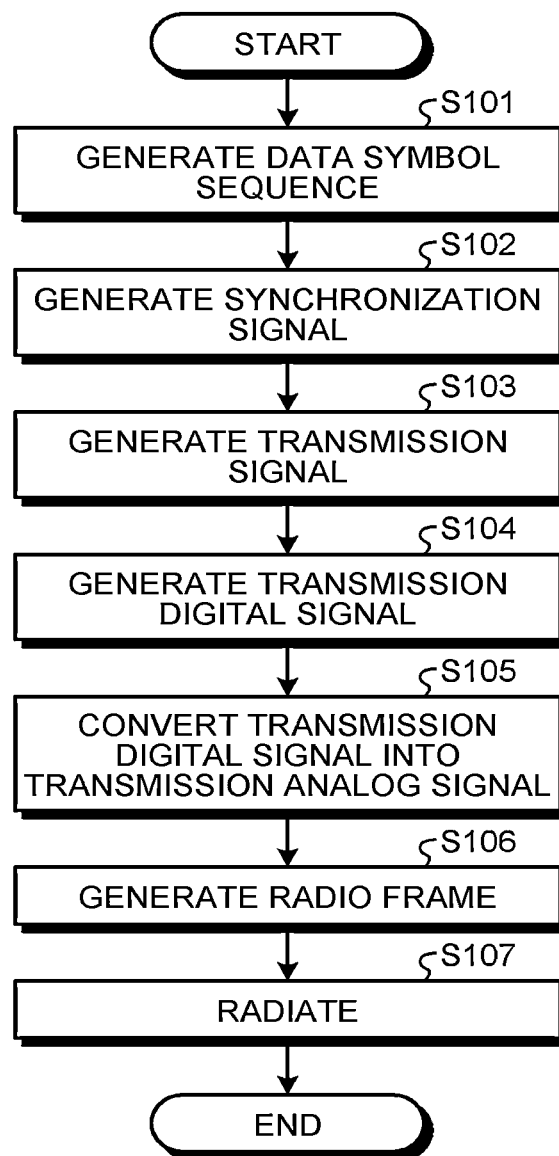 START
S101
GENERATE DATA SYMBOL
SEQUENCE
S102
GENERATE SYNCHRONIZATION
SIGNAL
S103
GENERATE TRANSMISSION
SIGNAL
S104
GENERATE TRANSMISSION
DIGITAL SIGNAL
S105
CONVERT TRANSMISSION
DIGITAL SIGNAL INTO
TRANSMISSION ANALOG SIGNAL
S106
GENERATE RADIO FRAME
S107
RADIATE
END